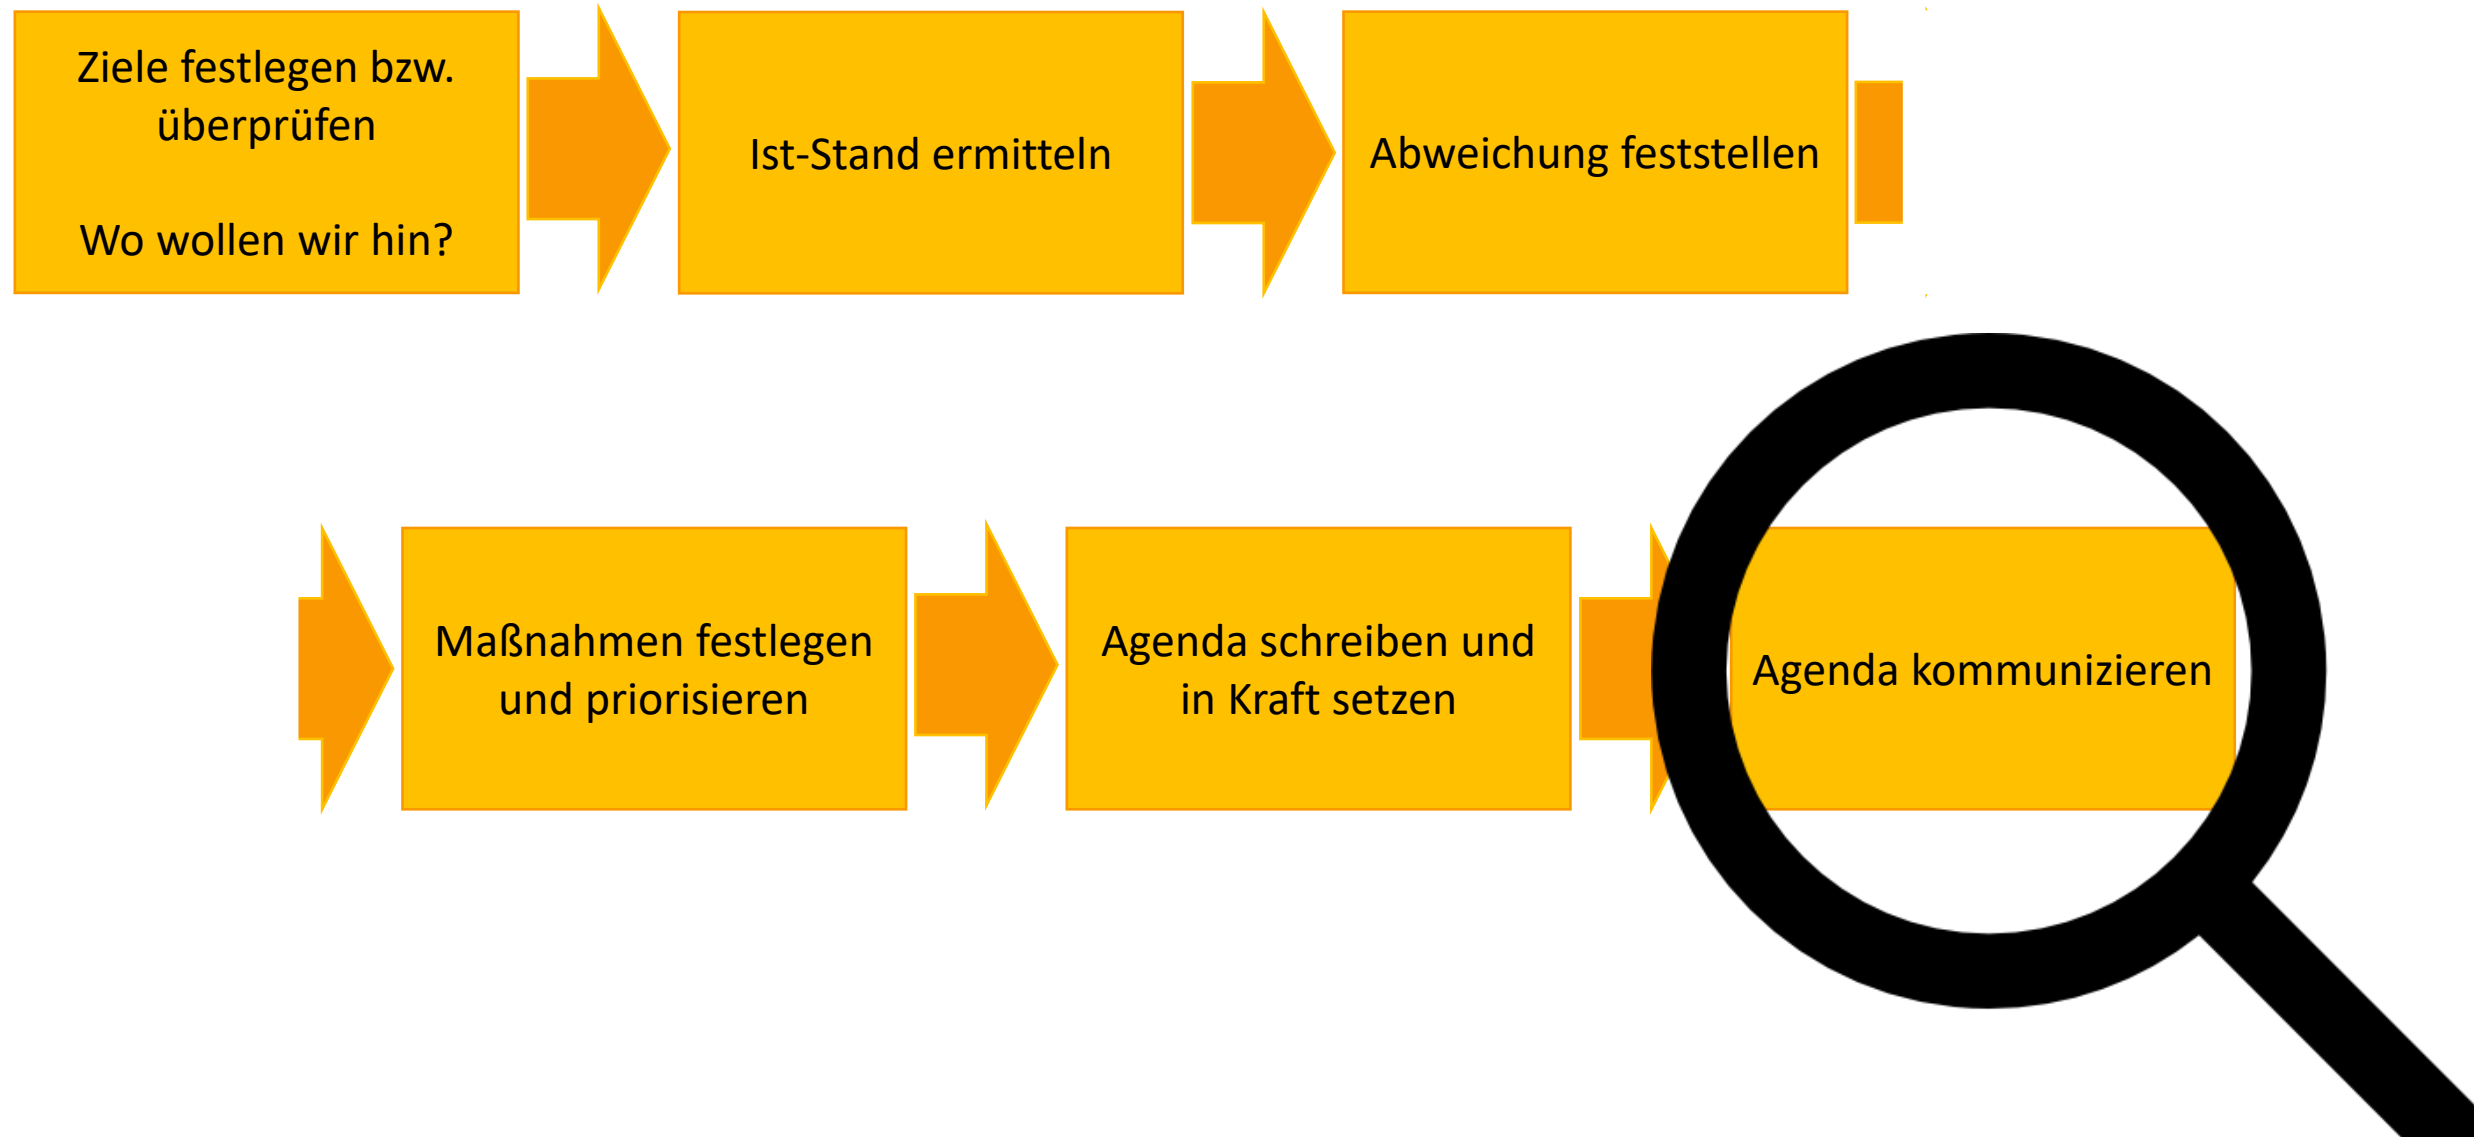 Ziele festlegen bzw.
überprüfen
Wo wollen wir hin?
Ist-Stand ermitteln
Abweichung feststellen
Maßnahmen festlegen
und priorisieren
Agenda schreiben und
in Kraft setzen
Agenda kommunizieren